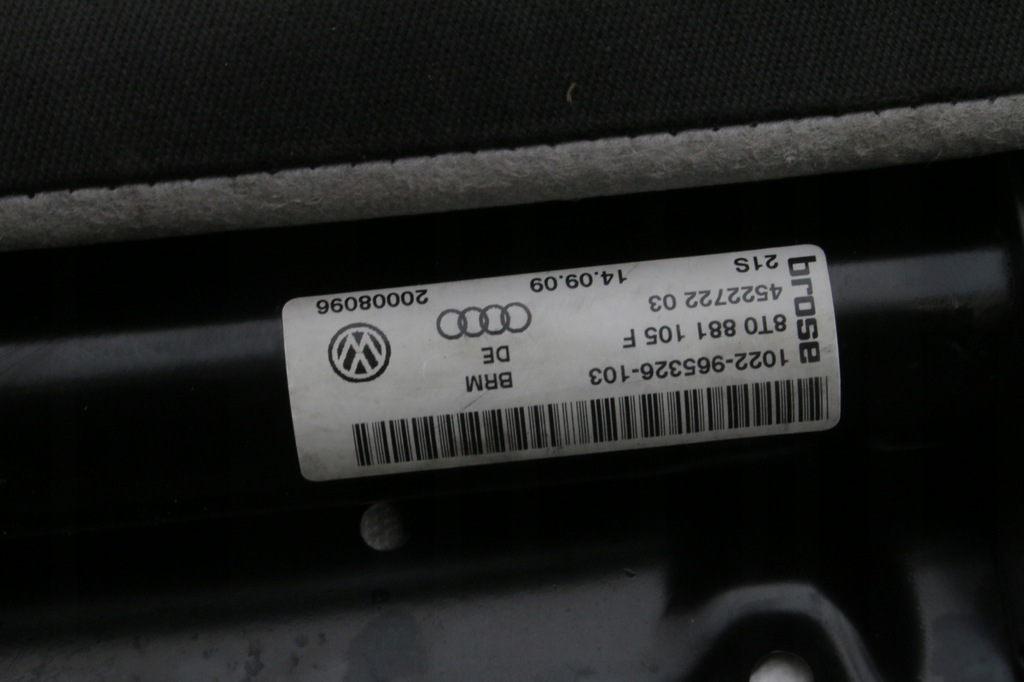 brose
1022-965326-103
8T0 881 105 F
4522722 03
21S
14.09.09
BRM
DE
20008096